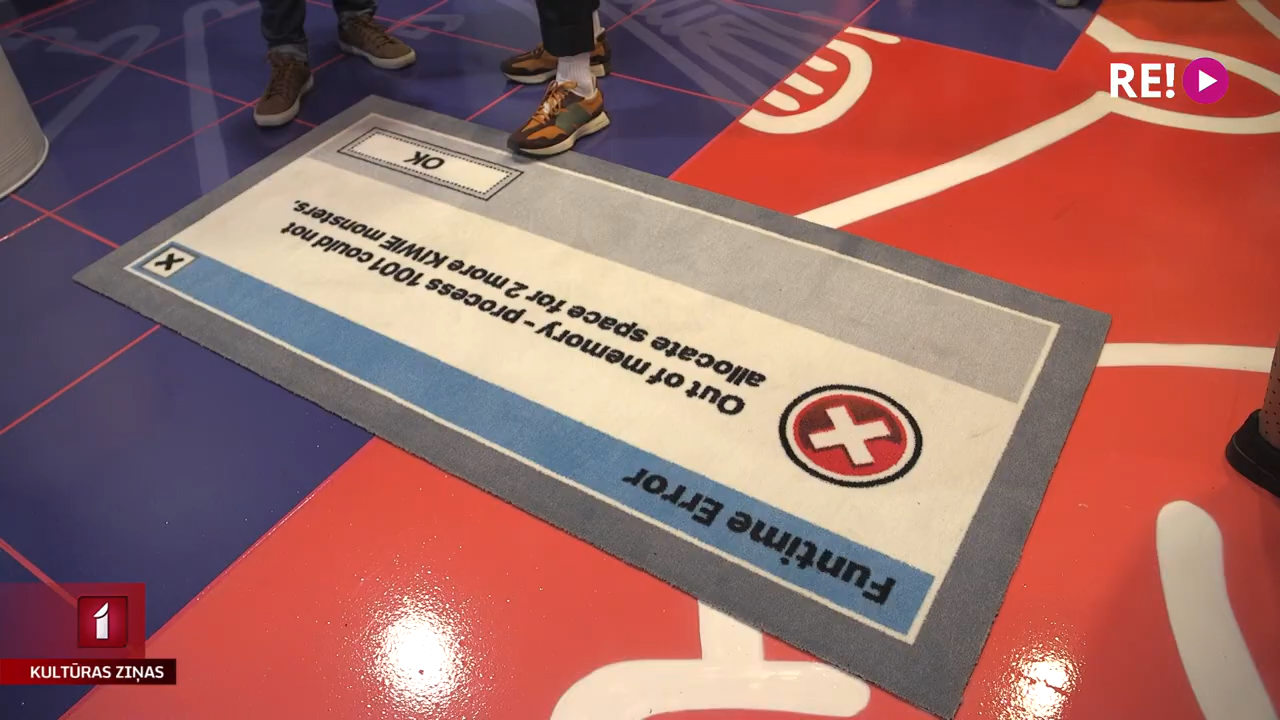 RE!
Funtime Error
X
Out of memory - process 1001 could not
allocate space for 2 more KIWIE monsters.
OK
1
KULTŪRAS ZIŅAS